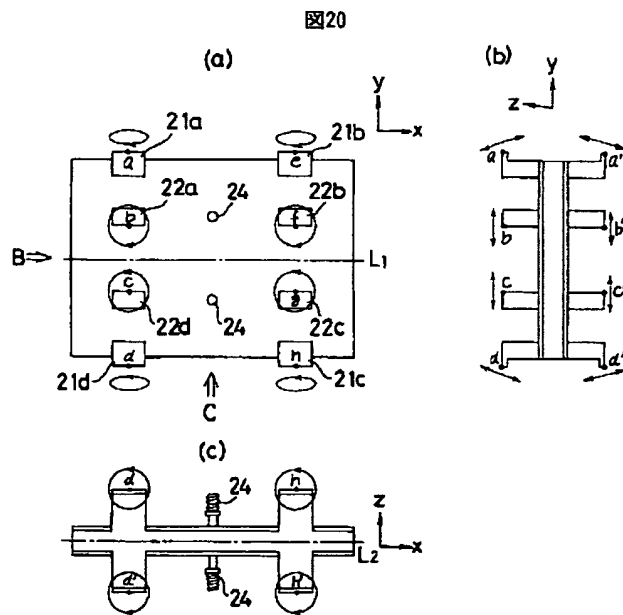 図20
(a)
(b)
y
x
y
z
21a
21b
a
e
22a
22b
24
b
f
B
L1
c
g
22d
22c
24
d
h
21d
21c
C
a
a'
b
b'
c
c'
d
d'
(c)
d
h
24
z
x
L2
d'
h'
24